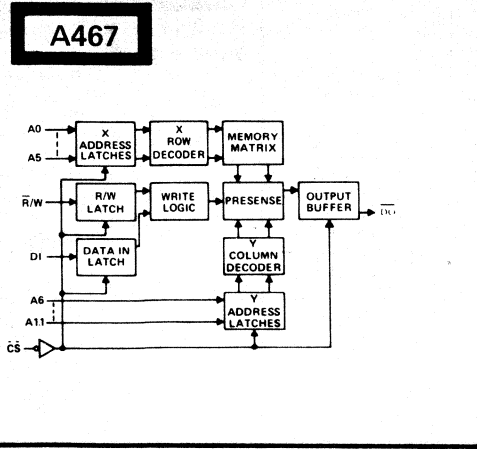 A467
A0
A5
X
ADDRESS
LATCHES
X
ROW
DECODER
MEMORY
MATRIX
R̅/W
R/W
LATCH
WRITE
LOGIC
PRESENSE
OUTPUT
BUFFER
D̅O̅
DI
DATA IN
LATCH
Y
COLUMN
DECODER
A6
A11
Y
ADDRESS
LATCHES
C̅S̅